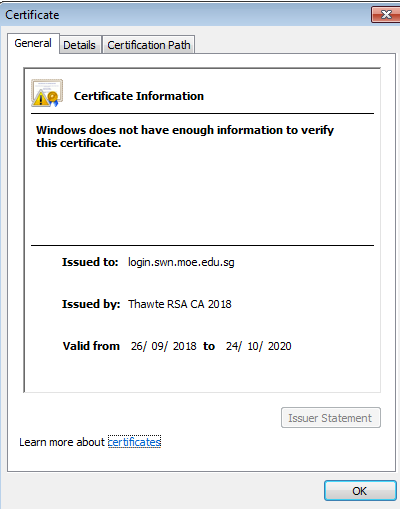 Certificate
General Details Certification Path
Certificate Information
Windows does not have enough information to verify
this certificate.
Issued to: login.swn.moe.edu.sg
Issued by: Thawte RSA CA 2018
Valid from 26/ 09/ 2018 to 24/ 10/ 2020
Issuer Statement
Learn more about certificates
OK